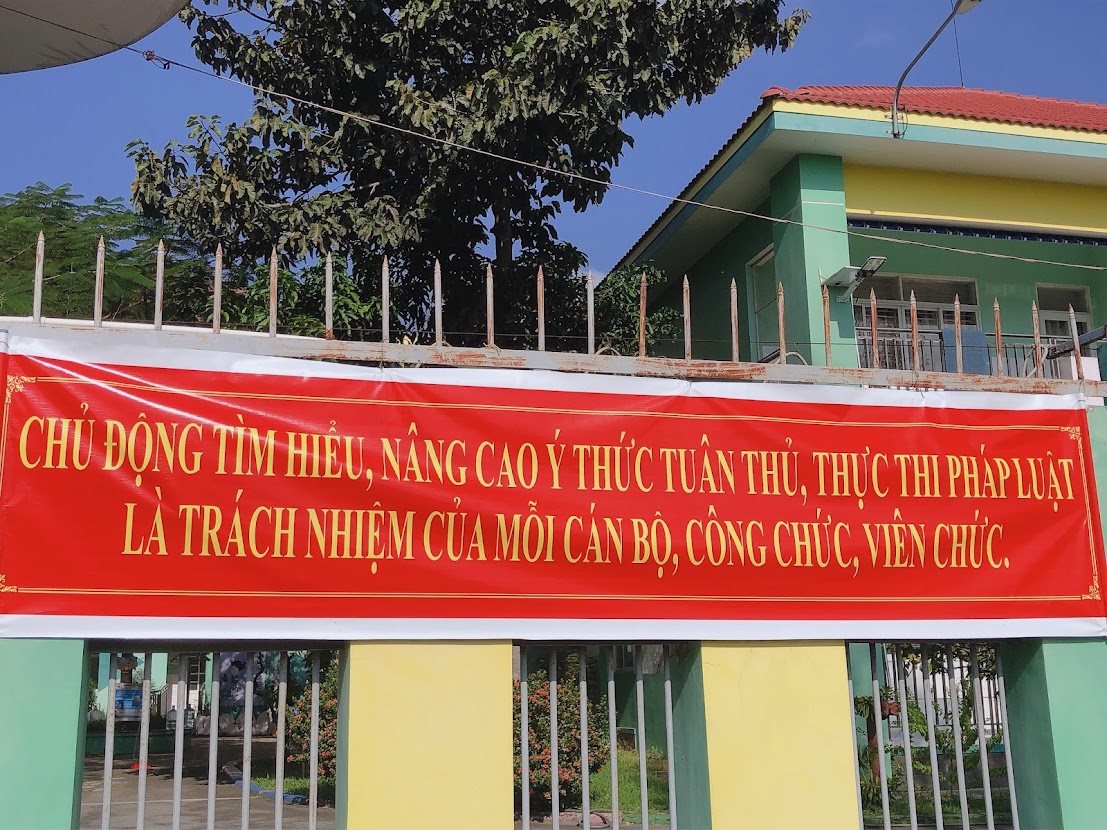 CHỦ ĐỘNG TÌM HIỂU, NÂNG CAO Ý THỨC TUÂN THỦ, THỰC THI PHÁP LUẬT
LÀ TRÁCH NHIỆM CỦA MỖI CÁN BỘ, CÔNG CHỨC, VIÊN CHỨC.